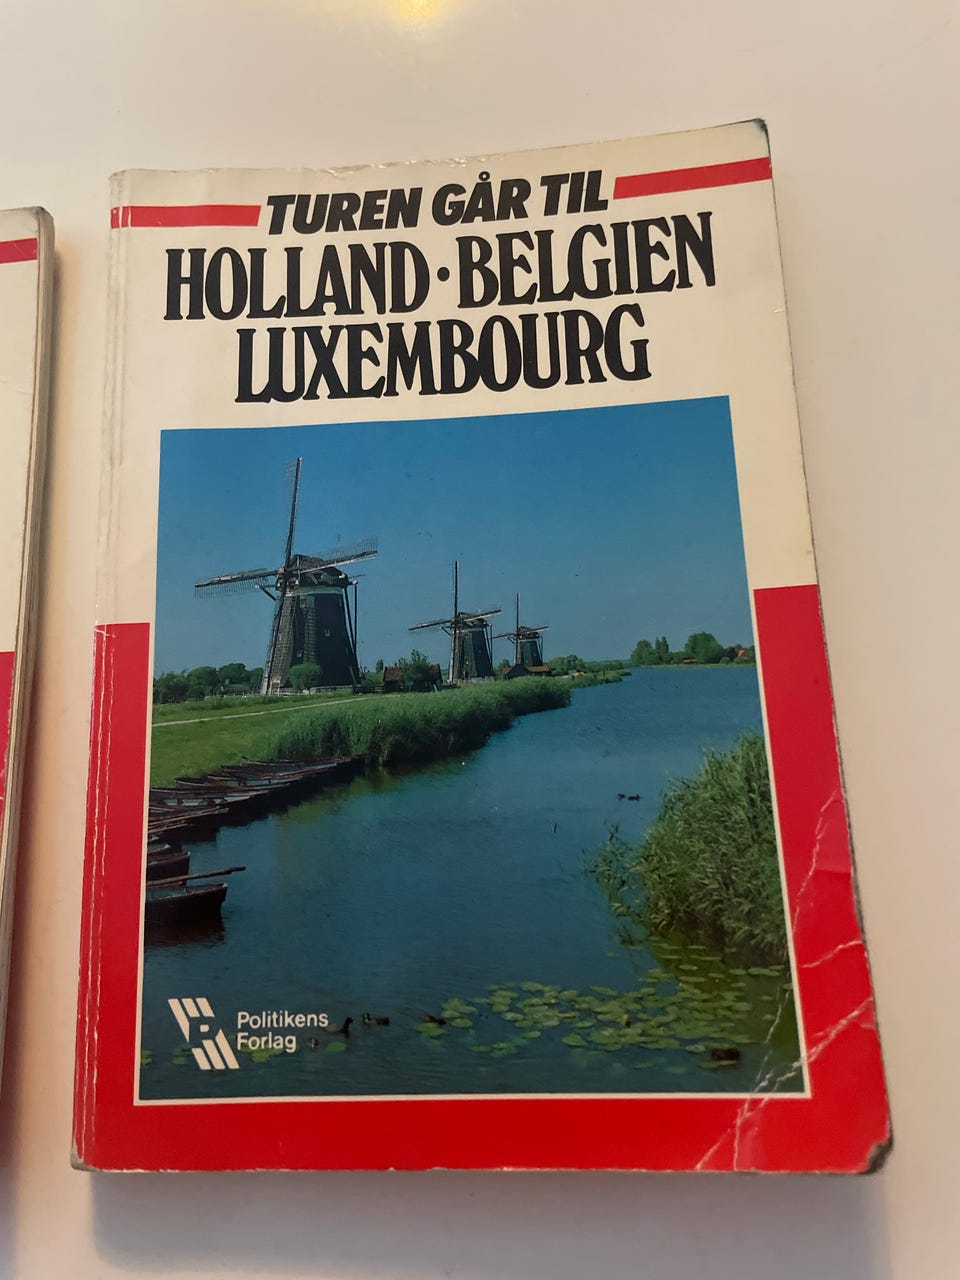 TUREN GÅR TIL
HOLLAND·BELGIEN
LUXEMBOURG
Politikens
Forlag